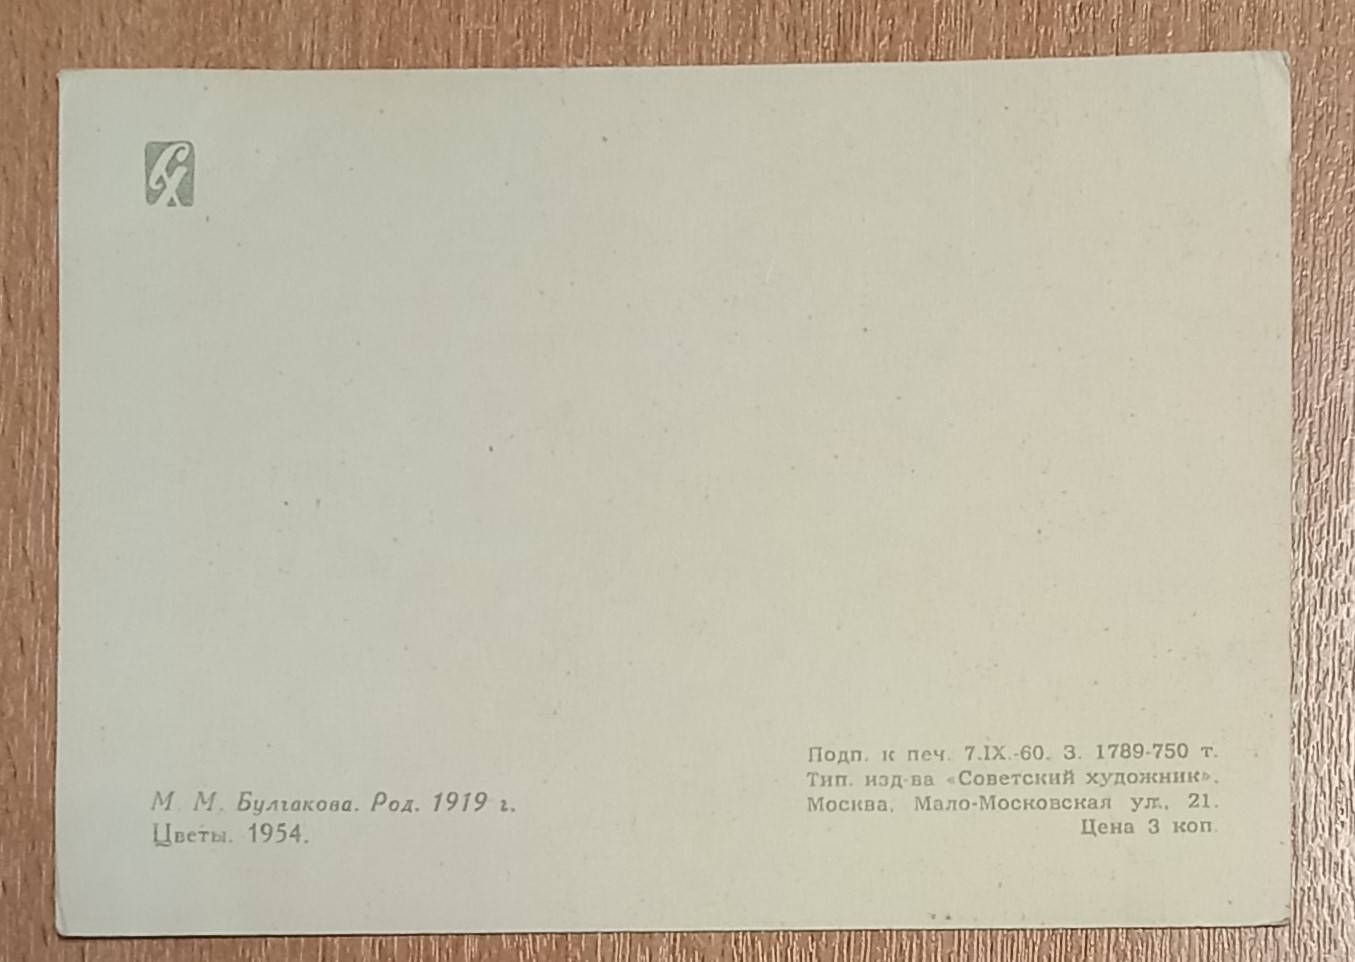 СХ
М. М. Булгакова. Род. 1919 г.
Цветы. 1954.
Подп. к печ. 7.IX.-60. З. 1789-750 т.
Тип. изд-ва «Советский художник».
Москва, Мало-Московская ул., 21.
Цена 3 коп.